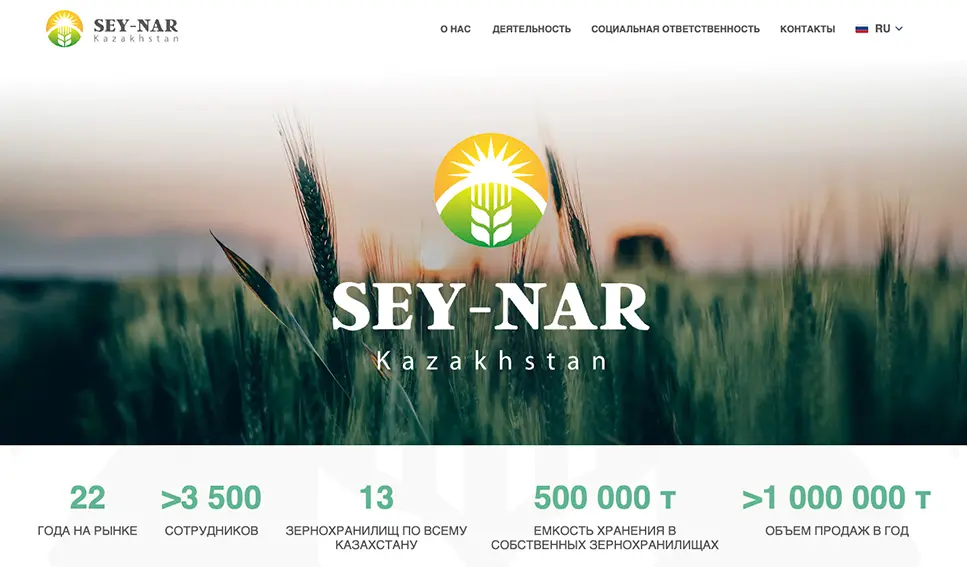 SEY-NAR
Kazakhstan
О НАС ДЕЯТЕЛЬНОСТЬ СОЦИАЛЬНАЯ ОТВЕТСТВЕННОСТЬ КОНТАКТЫ RU
SEY-NAR
Kazakhstan
22
ГОДА НА РЫНКЕ
>3 500
СОТРУДНИКОВ
13
ЗЕРНОХРАНИЛИЩ ПО ВСЕМУ
КАЗАХСТАНУ
500 000 т
ЕМКОСТЬ ХРАНЕНИЯ В
СОБСТВЕННЫХ ЗЕРНОХРАНИЛИЩАХ
>1 000 000 т
ОБЪЕМ ПРОДАЖ В ГОД